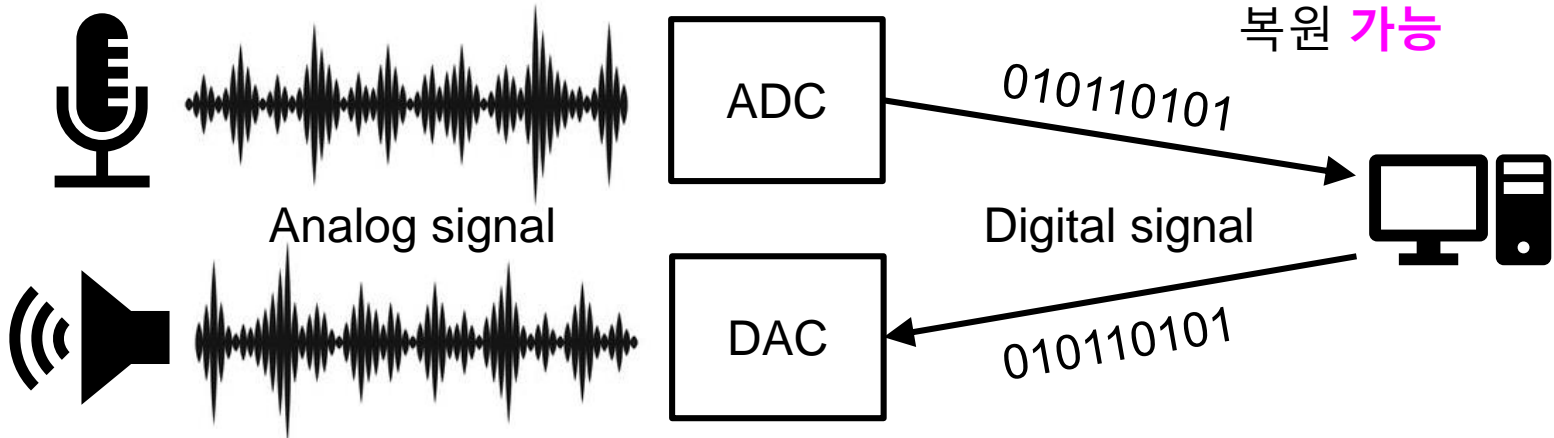 복원 가능
ADC
010110101
Analog signal
Digital signal
DAC
010110101